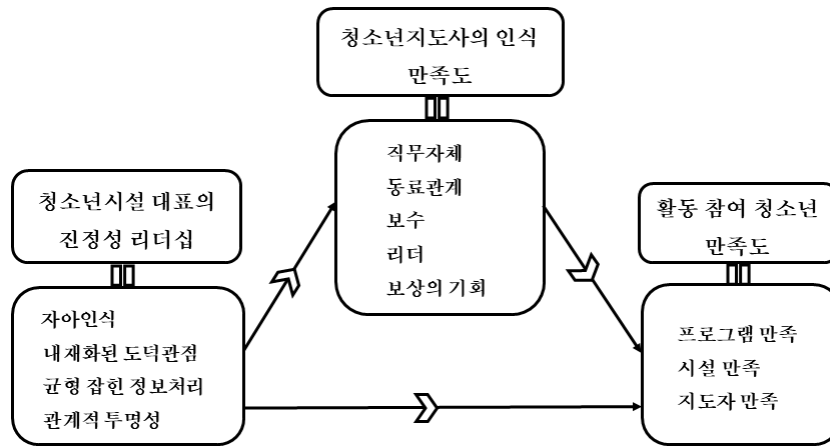 청소년지도사의 인식
만족도
직무자체
동료관계
보수
리더
보상의 기회
청소년시설 대표의
진정성 리더십
자아인식
내재화된 도덕관점
균형 잡힌 정보처리
관계적 투명성
활동 참여 청소년
만족도
프로그램 만족
시설 만족
지도자 만족